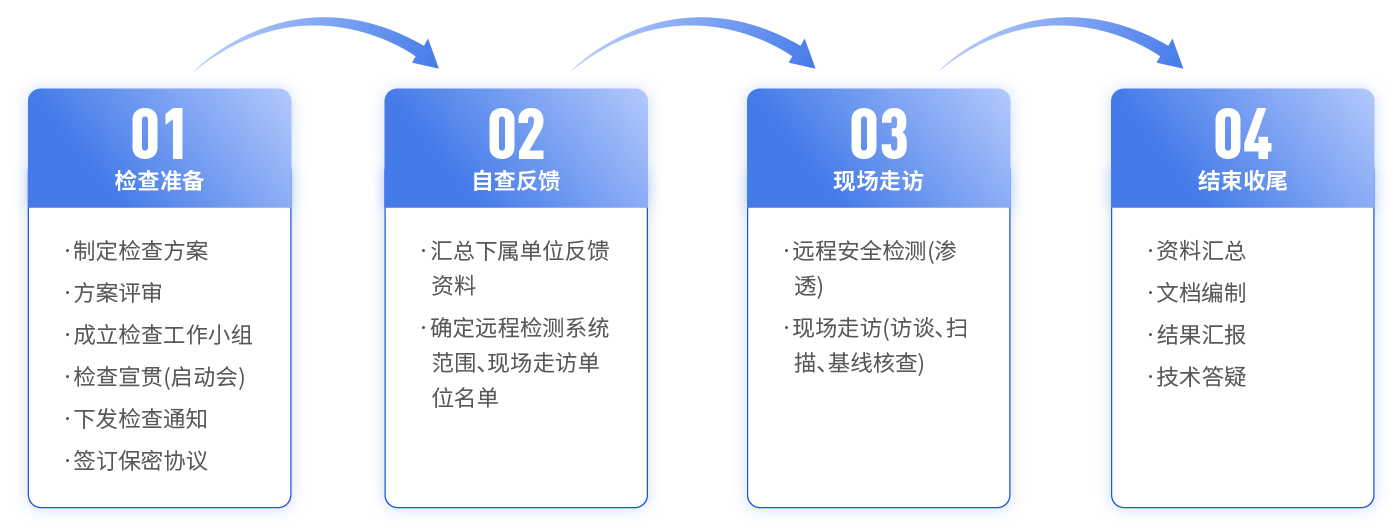 01
检查准备
·制定检查方案
·方案评审
·成立检查工作小组
·检查宣贯(启动会)
·下发检查通知
·签订保密协议
02
自查反馈
·汇总下属单位反馈
资料
·确定远程检测系统
范围、现场走访单
位名单
03
现场走访
·远程安全检测(渗
透)
·现场走访(访谈、扫
描、基线核查)
04
结束收尾
·资料汇总
·文档编制
·结果汇报
·技术答疑